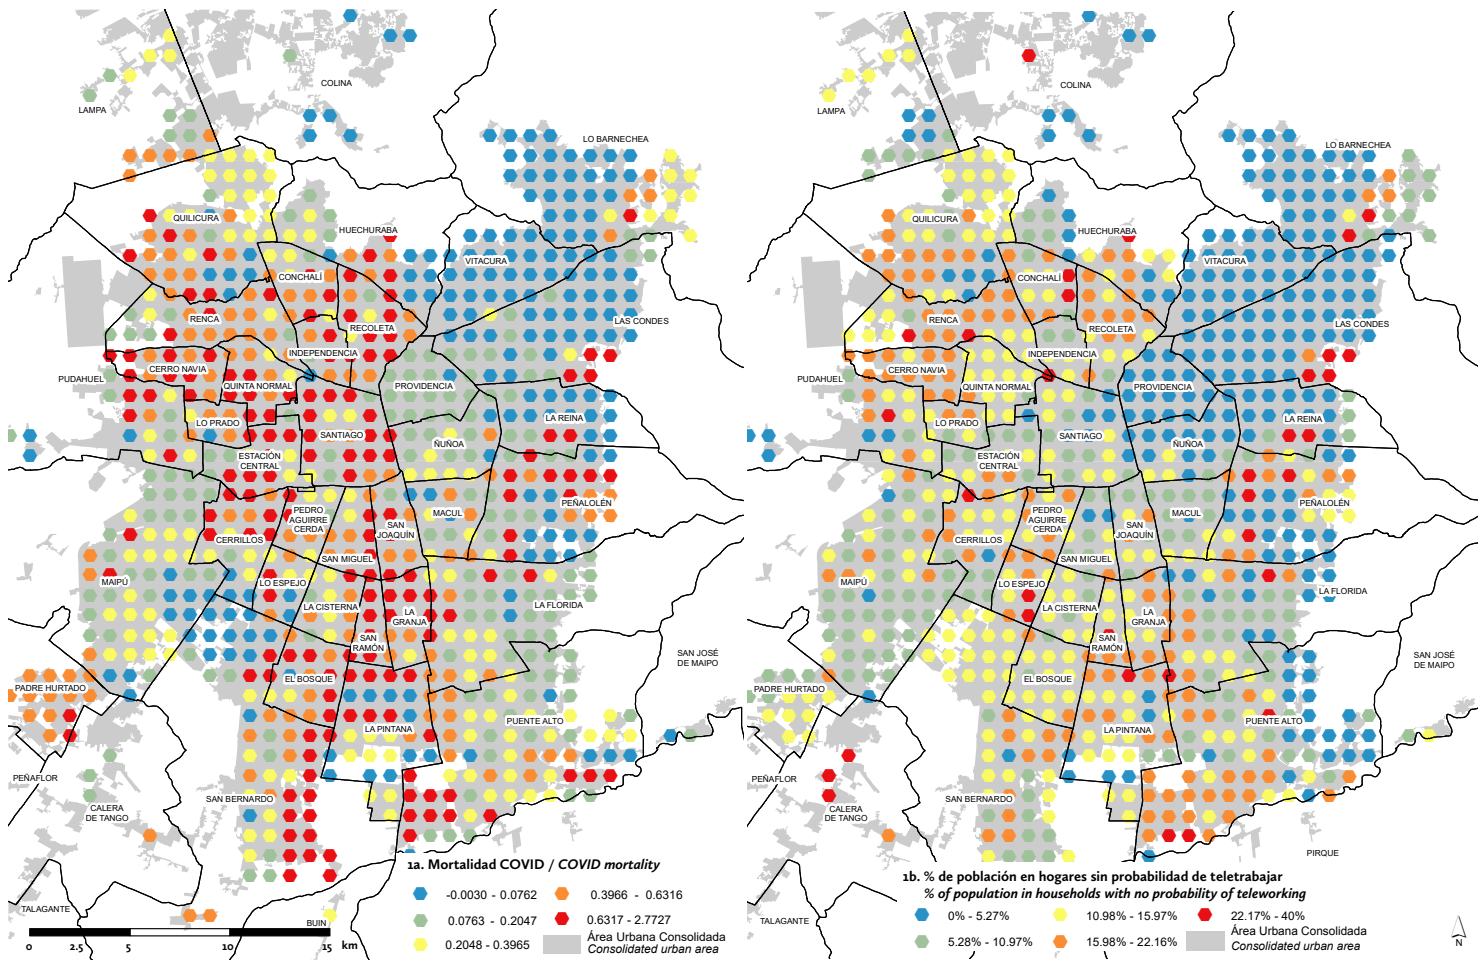 COLINA
LAMPA
LO BARNECHEA
QUILICURA
HUECHURABA
VITACURA
CONCHALÍ
RENCA
RECOLETA
LAS CONDES
INDEPENDENCIA
CERRO NAVIA
PUDAHUEL
QUINTA NORMAL
PROVIDENCIA
LO PRADO
LA REINA
SANTIAGO
ÑUÑOA
ESTACIÓN
CENTRAL
PEÑALOLÉN
PEDRO
AGUIRRE
CERDA
MACUL
SAN
JOAQUÍN
CERRILLOS
SAN MIGUEL
MAIPÚ
LO ESPEJO
LA CISTERNA
LA FLORIDA
LA
GRANJA
SAN
RAMÓN
SAN JOSÉ
DE MAIPO
EL BOSQUE
PADRE HURTADO
PUENTE ALTO
LA PINTANA
PEÑAFLOR
SAN BERNARDO
CALERA
DE TANGO
TALAGANTE
BUIN
0 2.5 5 10 15 km
1a. Mortalidad COVID / COVID mortality
-0.0030 - 0.0762
0.0763 - 0.2047
0.2048 - 0.3965
0.3966 - 0.6316
0.6317 - 2.7727
Área Urbana Consolidada
Consolidated urban area
COLINA
LAMPA
LO BARNECHEA
QUILICURA
HUECHURABA
VITACURA
CONCHALÍ
RENCA
RECOLETA
LAS CONDES
INDEPENDENCIA
CERRO NAVIA
PUDAHUEL
QUINTA NORMAL
PROVIDENCIA
LO PRADO
LA REINA
SANTIAGO
ÑUÑOA
ESTACIÓN
CENTRAL
PEÑALOLÉN
PEDRO
AGUIRRE
CERDA
MACUL
SAN
JOAQUÍN
CERRILLOS
SAN MIGUEL
MAIPÚ
LO ESPEJO
LA CISTERNA
LA FLORIDA
LA
GRANJA
SAN
RAMÓN
SAN JOSÉ
DE MAIPO
EL BOSQUE
PADRE HURTADO
PUENTE ALTO
LA PINTANA
PEÑAFLOR
SAN BERNARDO
CALERA
DE TANGO
PIRQUE
TALAGANTE
1b. % de población en hogares sin probabilidad de teletrabajar
% of population in households with no probability of teleworking
0% - 5.27%
5.28% - 10.97%
10.98% - 15.97%
15.98% - 22.16%
22.17% - 40%
Área Urbana Consolidada
Consolidated urban area
N